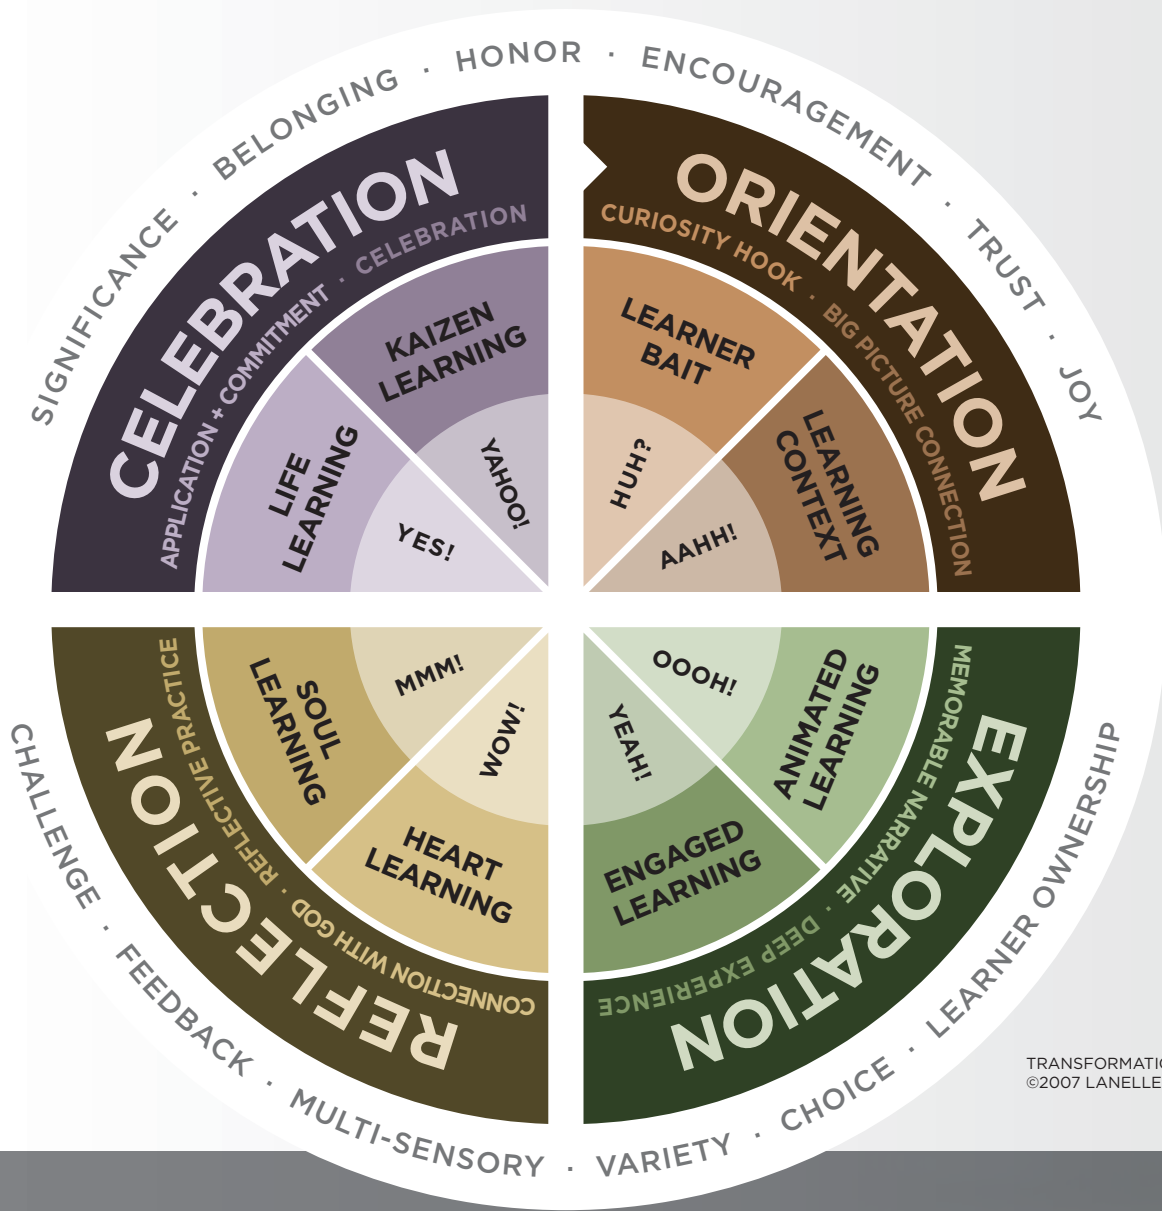 SIGNIFICANCE · BELONGING · HONOR · ENCOURAGEMENT · TRUST · JOY
ORIENTATION
CURIOSITY HOOK · BIG PICTURE CONNECTION
LEARNER
BAIT
HUH?
LEARNING
CONTEXT
AAHH!
EXPLORATION
MEMORABLE NARRATIVE · DEEP EXPERIENCE
ANIMATED
LEARNING
OOOH!
ENGAGED
LEARNING
YEAH!
REFLECTION
CONNECTION WITH GOD · REFLECTIVE PRACTICE
HEART
LEARNING
WOW!
SOUL
LEARNING
MMM!
CELEBRATION
APPLICATION + COMMITMENT · CELEBRATION
LIFE
LEARNING
YES!
KAIZEN
LEARNING
YAHOO!
CHALLENGE · FEEDBACK · MULTI-SENSORY · VARIETY · CHOICE · LEARNER OWNERSHIP
TRANSFORMATIO
©2007 LANELLE